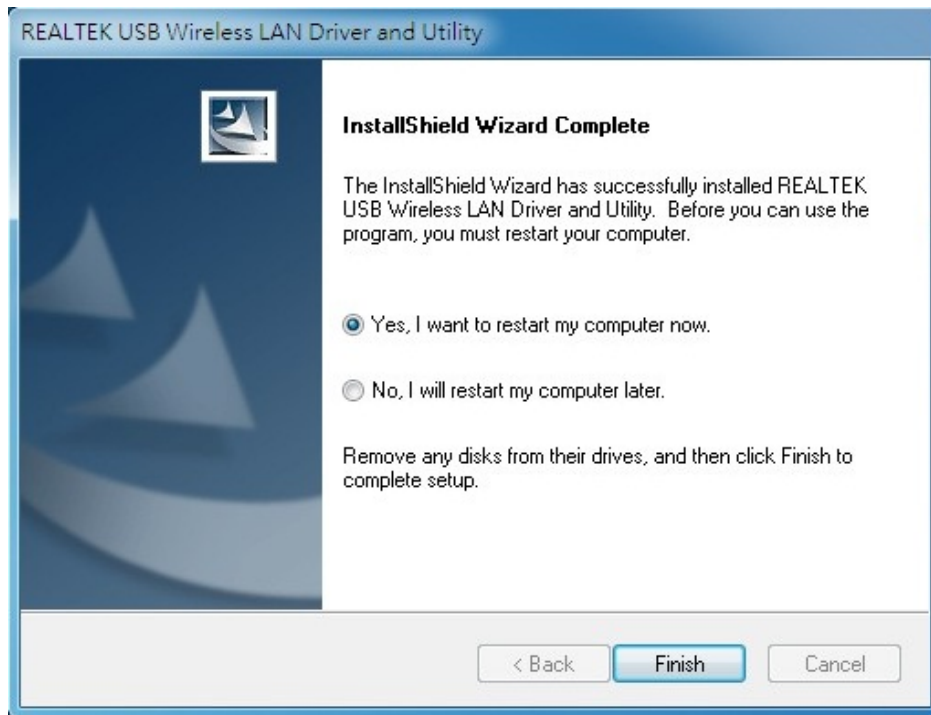 REALTEK USB Wireless LAN Driver and Utility
InstallShield Wizard Complete
The InstallShield Wizard has successfully installed REALTEK
USB Wireless LAN Driver and Utility.  Before you can use the
program, you must restart your computer.
Yes, I want to restart my computer now.
No, I will restart my computer later.
Remove any disks from their drives, and then click Finish to
complete setup.
< Back Finish Cancel